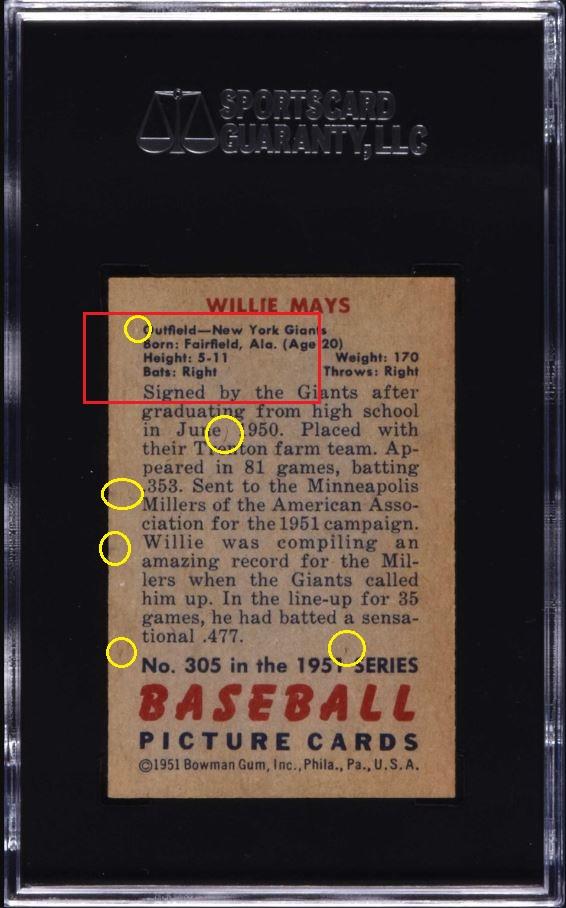 SPORTSCARD
GUARANTY, LLC
WILLIE MAYS
Outfield—New York Giants
Born: Fairfield, Ala. (Age 20)
Height: 5-11 Weight: 170
Bats: Right Throws: Right
Signed by the Giants after
graduating from high school
in June 1950. Placed with
their Trenton farm team. Ap-
peared in 81 games, batting
.353. Sent to the Minneapolis
Millers of the American Asso-
ciation for the 1951 campaign.
Willie was compiling an
amazing record for the Mil-
lers when the Giants called
him up. In the line-up for 35
games, he had batted a sensa-
tional .477.
No. 305 in the 1951 SERIES
BASEBALL
PICTURE CARDS
©1951 Bowman Gum, Inc., Phila., Pa., U.S.A.